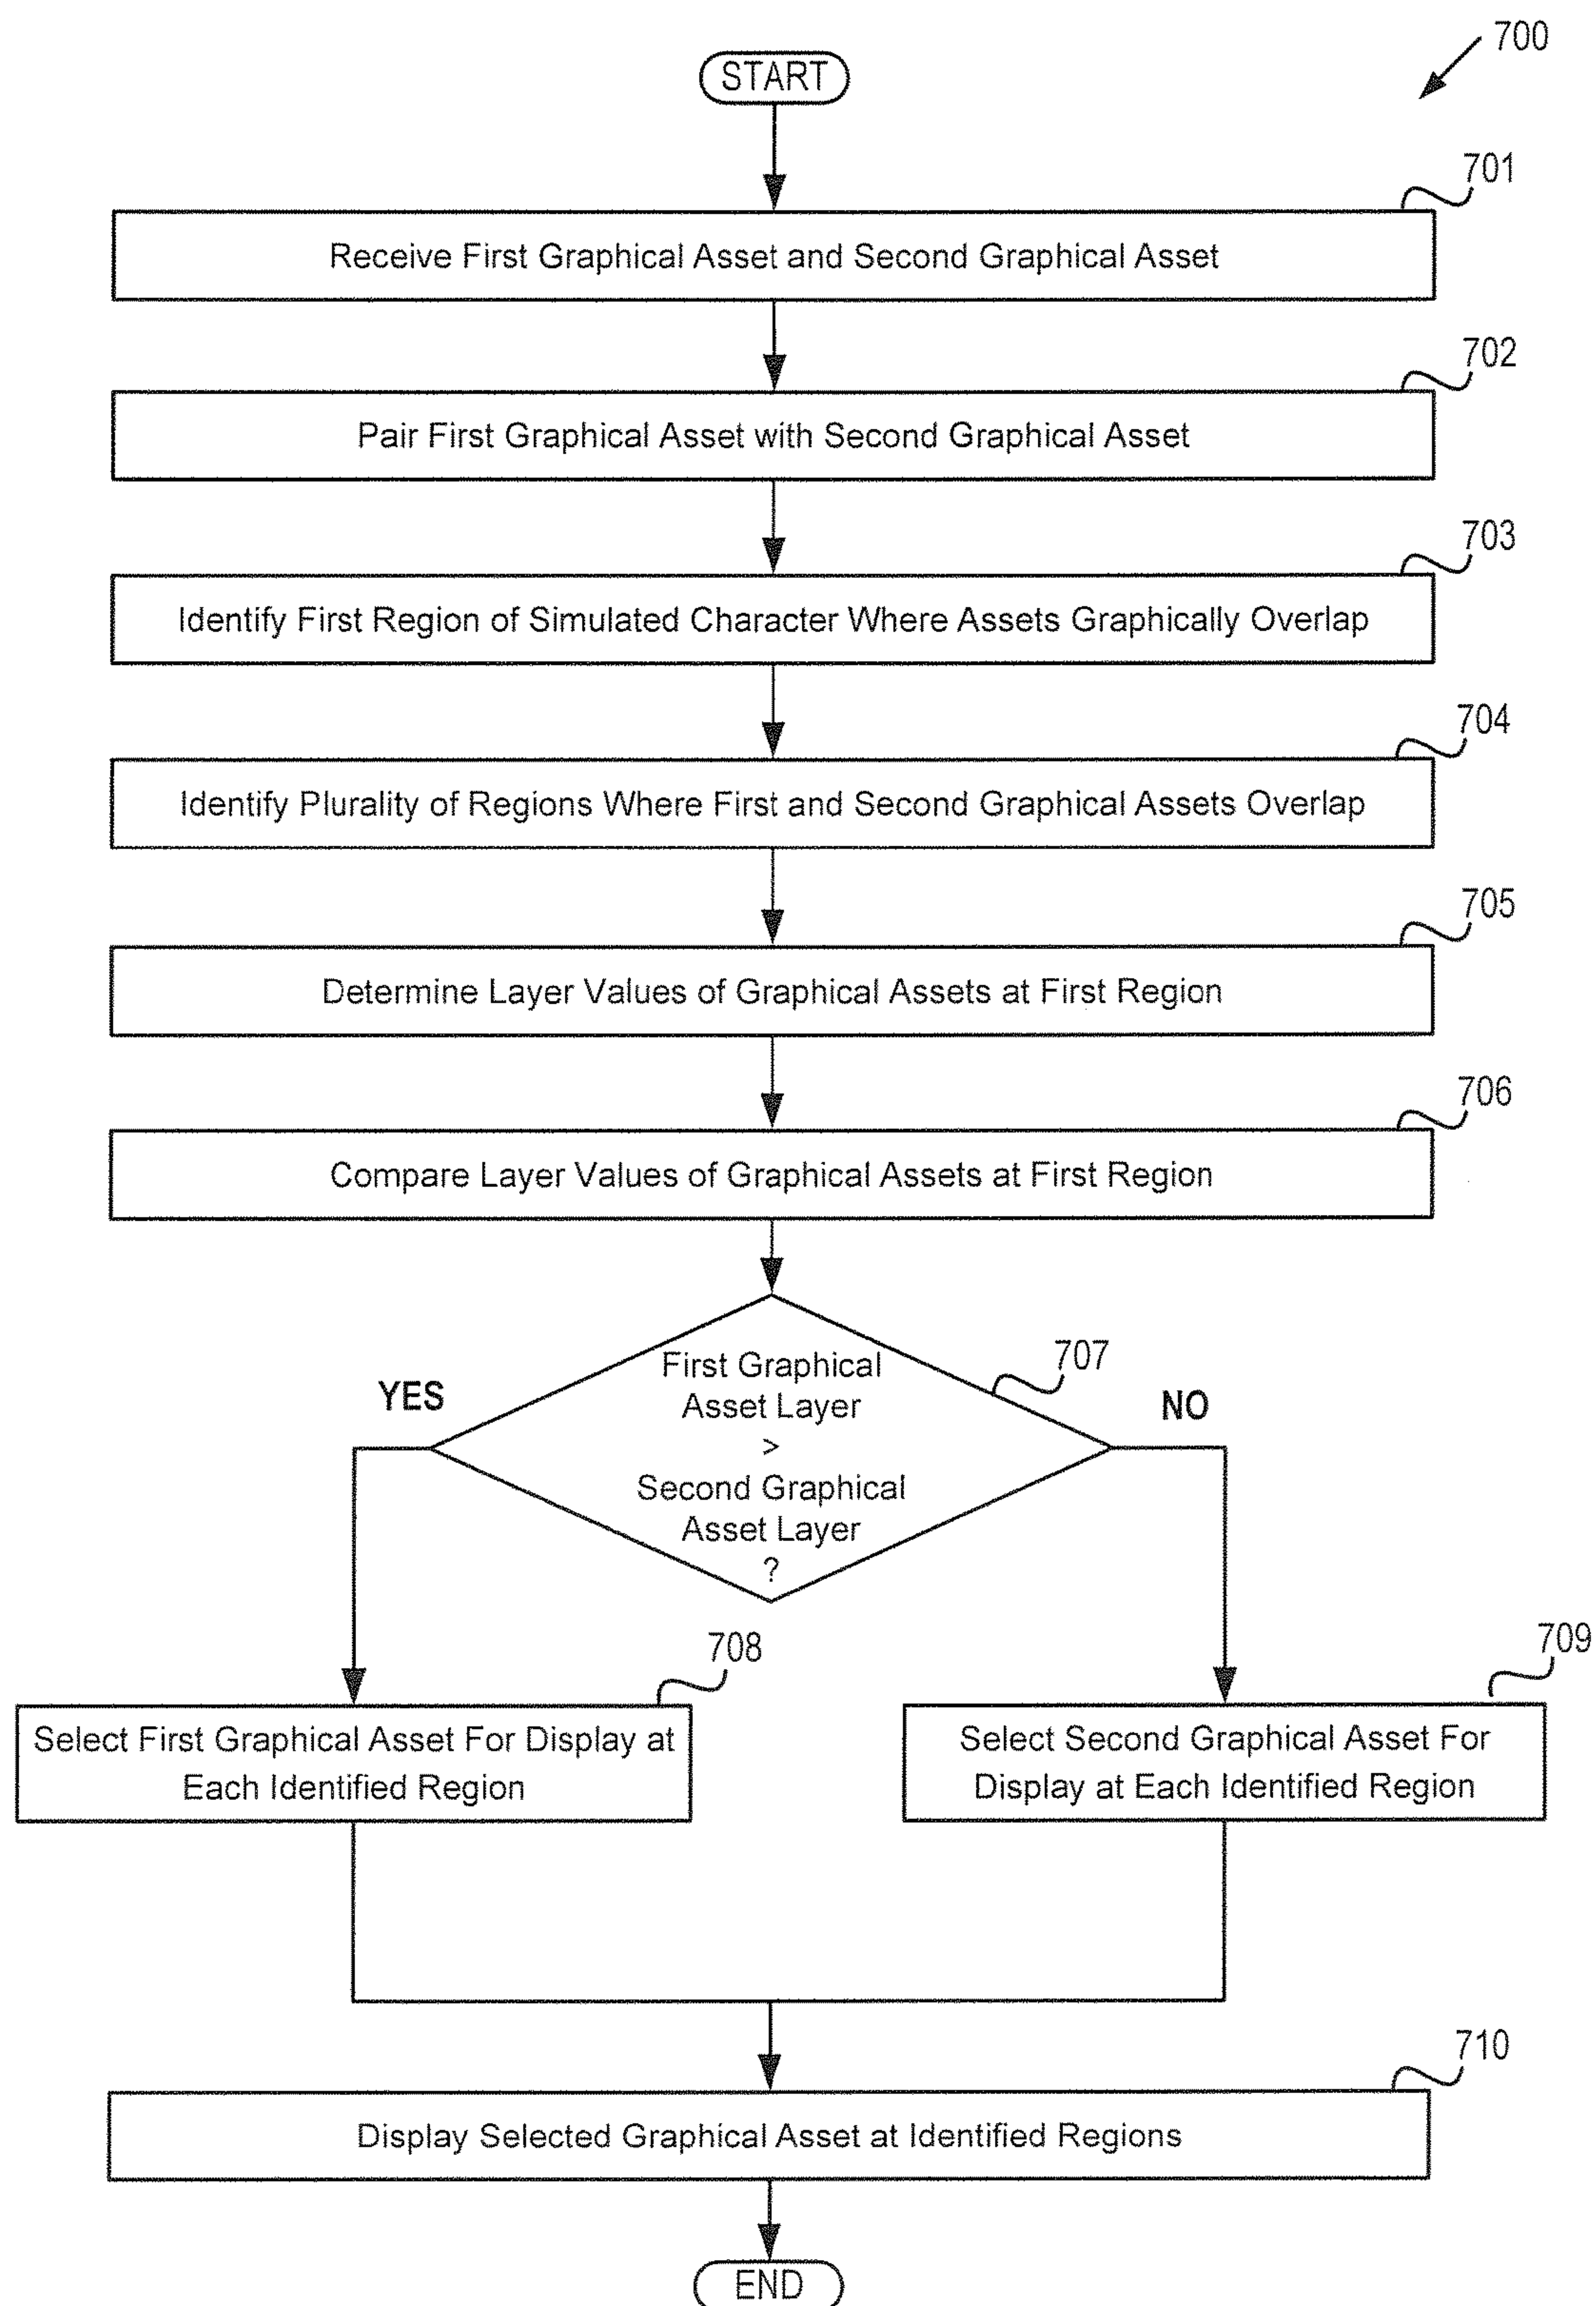 700
START
701
Receive First Graphical Asset and Second Graphical Asset
702
Pair First Graphical Asset with Second Graphical Asset
703
Identify First Region of Simulated Character Where Assets Graphically Overlap
704
Identify Plurality of Regions Where First and Second Graphical Assets Overlap
705
Determine Layer Values of Graphical Assets at First Region
706
Compare Layer Values of Graphical Assets at First Region
707
First Graphical
Asset Layer
>
Second Graphical
Asset Layer
?
YES
NO
708
Select First Graphical Asset For Display at
Each Identified Region
709
Select Second Graphical Asset For
Display at Each Identified Region
710
Display Selected Graphical Asset at Identified Regions
END